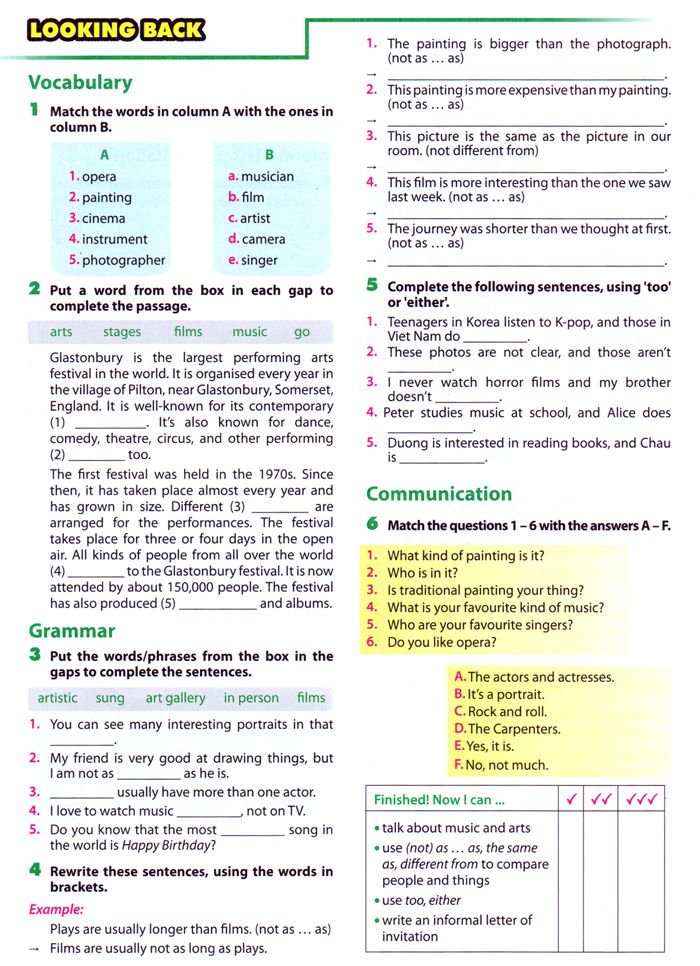 LOOKING BACK
Vocabulary
1 Match the words in column A with the ones in
column B.
A
1. opera
2. painting
3. cinema
4. instrument
5. photographer
B
a. musician
b. film
c. artist
d. camera
e. singer
2 Put a word from the box in each gap to
complete the passage.
arts stages films music go
Glastonbury is the largest performing arts
festival in the world. It is organised every year in
the village of Pilton, near Glastonbury, Somerset,
England. It is well-known for its contemporary
(1) __________. It's also known for dance,
comedy, theatre, circus, and other performing
(2) ________ too.
The first festival was held in the 1970s. Since
then, it has taken place almost every year and
has grown in size. Different (3) ________ are
arranged for the performances. The festival
takes place for three or four days in the open
air. All kinds of people from all over the world
(4) ________ to the Glastonbury festival. It is now
attended by about 150,000 people. The festival
has also produced (5) ___________ and albums.
Grammar
3 Put the words/phrases from the box in the
gaps to complete the sentences.
artistic sung art gallery in person films
1. You can see many interesting portraits in that
_________.
2. My friend is very good at drawing things, but
I am not as _________ as he is.
3. _________ usually have more than one actor.
4. I love to watch music _________, not on TV.
5. Do you know that the most _________ song in
the world is Happy Birthday?
4 Rewrite these sentences, using the words in
brackets.
Example:
Plays are usually longer than films. (not as … as)
→ Films are usually not as long as plays.
1. The painting is bigger than the photograph.
(not as … as)
→ ________________________________________.
2. This painting is more expensive than my painting.
(not as … as)
→ ________________________________________.
3. This picture is the same as the picture in our
room. (not different from)
→ ________________________________________.
4. This film is more interesting than the one we saw
last week. (not as … as)
→ ________________________________________.
5. The journey was shorter than we thought at first.
(not as … as)
→ ________________________________________.
5 Complete the following sentences, using 'too'
or 'either'.
1. Teenagers in Korea listen to K-pop, and those in
Viet Nam do _________.
2. These photos are not clear, and those aren't
_________.
3. I never watch horror films and my brother
doesn't _________.
4. Peter studies music at school, and Alice does
____________.
5. Duong is interested in reading books, and Chau
is ____________.
Communication
6 Match the questions 1 – 6 with the answers A – F.
1. What kind of painting is it?
2. Who is in it?
3. Is traditional painting your thing?
4. What is your favourite kind of music?
5. Who are your favourite singers?
6. Do you like opera?
A. The actors and actresses.
B. It's a portrait.
C. Rock and roll.
D. The Carpenters.
E. Yes, it is.
F. No, not much.
Finished! Now I can ... ✓ ✓✓ ✓✓✓
• talk about music and arts
• use (not) as … as, the same
as, different from to compare
people and things
• use too, either
• write an informal letter of
invitation